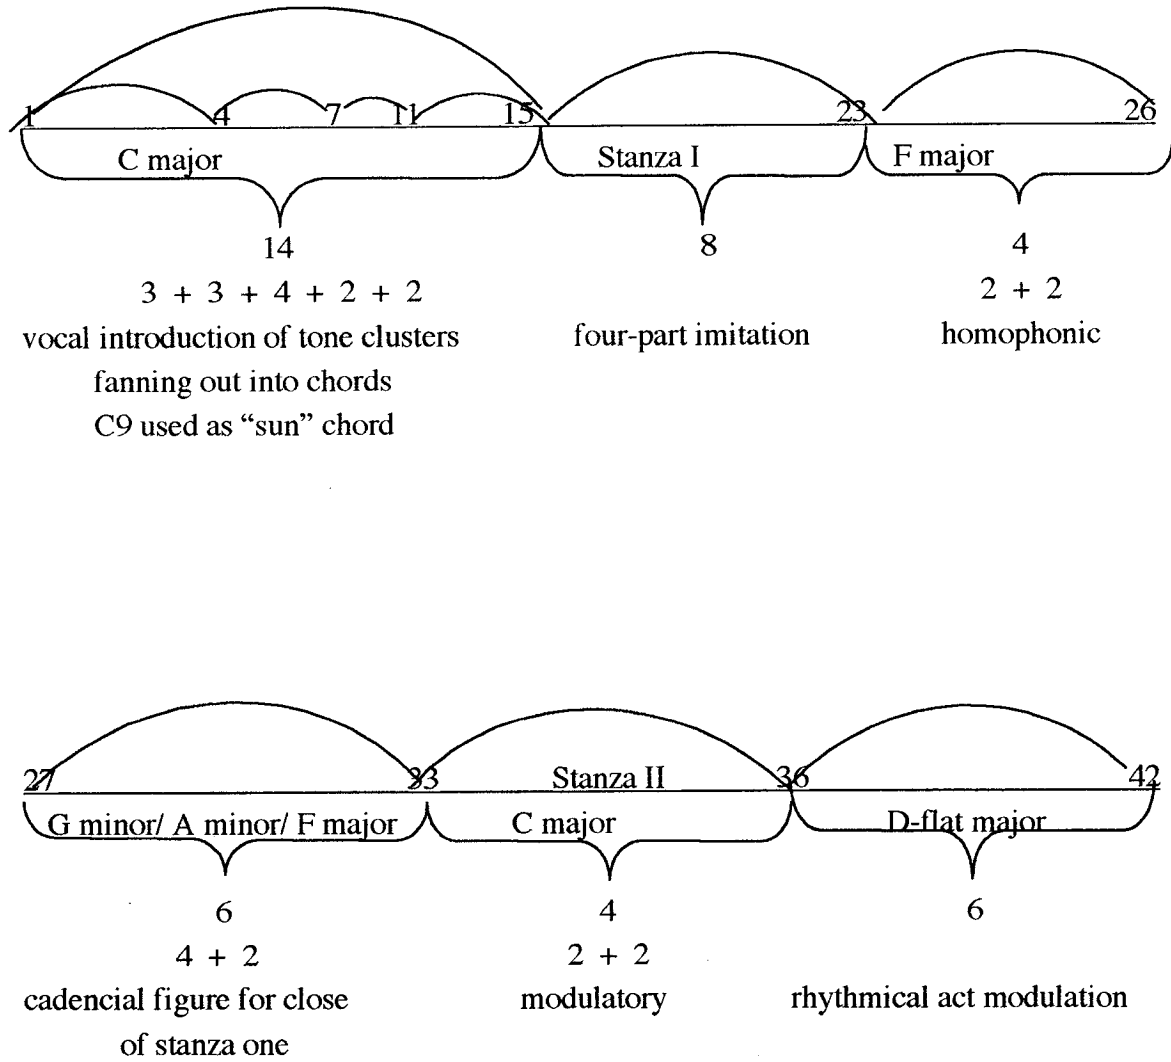 1 4 7 11 15 23 26
C major Stanza I F major
14 8 4
3 + 3 + 4 + 2 + 2 2 + 2
vocal introduction of tone clusters four-part imitation homophonic
fanning out into chords
C9 used as “sun” chord
27 33 Stanza II 36 42
G minor/ A minor/ F major C major D-flat major
6 4 6
4 + 2 2 + 2
cadencial figure for close modulatory rhythmical act modulation
of stanza one